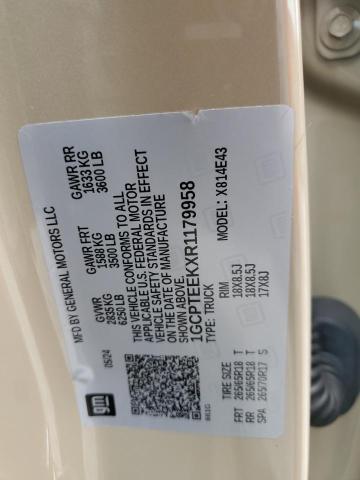 MFD BY GENERAL MOTORS LLC
05/24
GVWR GAWR FRT GAWR RR
2835 KG 1588 KG 1633 KG
6250 LB 3500 LB 3600 LB
THIS VEHICLE CONFORMS TO ALL
APPLICABLE U.S. FEDERAL MOTOR
VEHICLE SAFETY STANDARDS IN EFFECT
ON THE DATE OF MANUFACTURE
SHOWN ABOVE.
1GCPTEEKXR1179958
TYPE: TRUCK MODEL: X814E43
TIRE SIZE RIM
FRT 265/65R18 T 18X8.5J
RR 265/65R18 T 18X8.5J
SPA 265/70R17 S 17X8J
gm